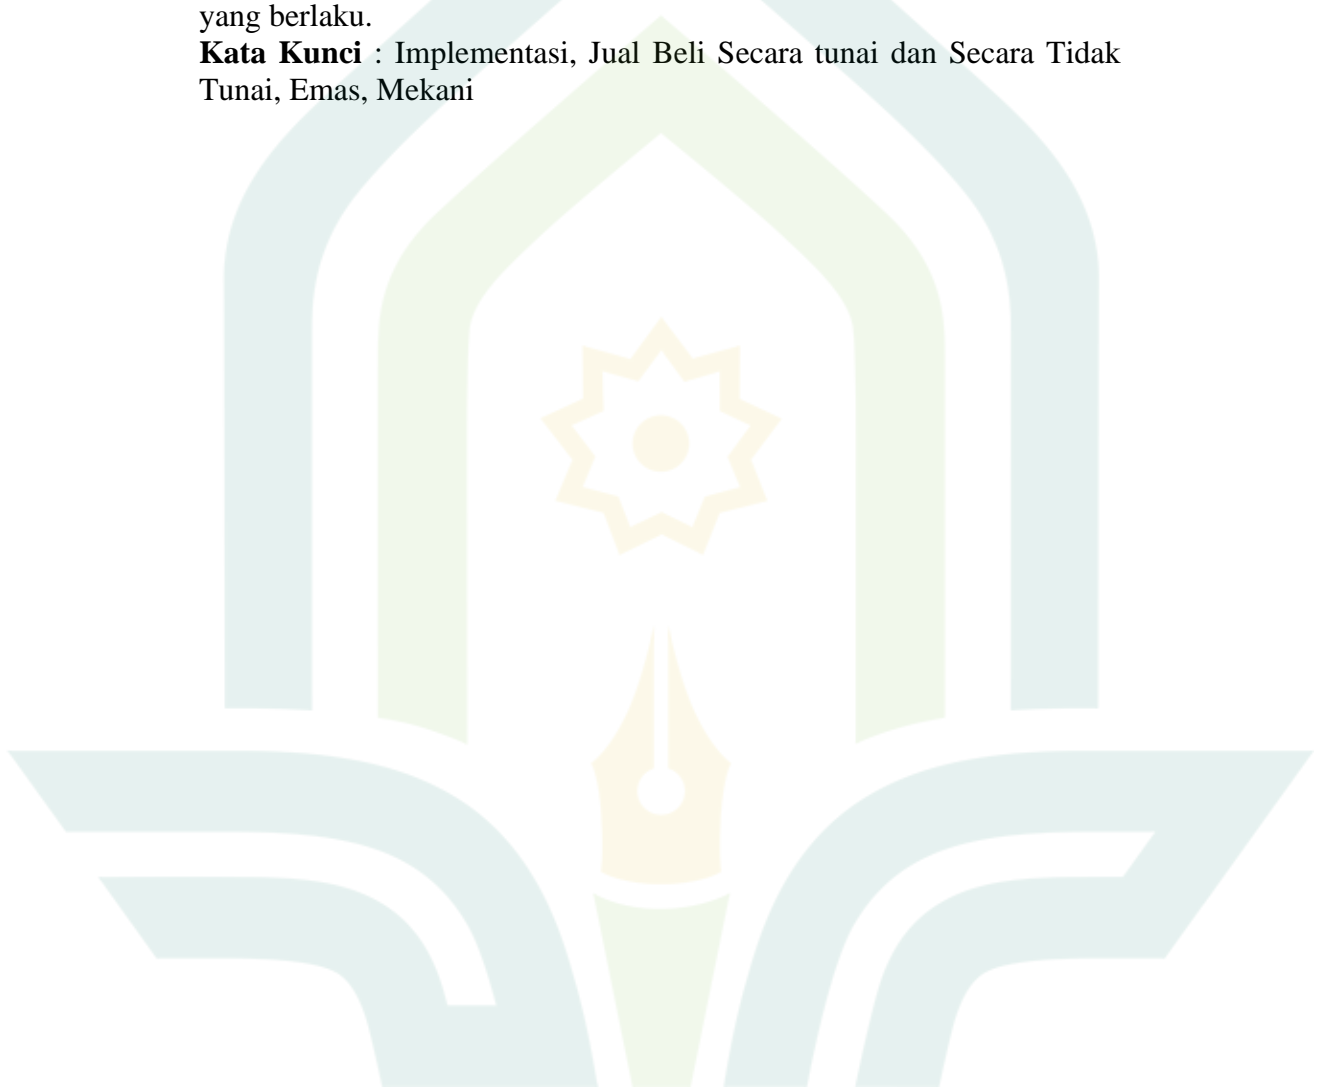 yang berlaku.
Kata Kunci : Implementasi, Jual Beli Secara tunai dan Secara Tidak
Tunai, Emas, Mekani